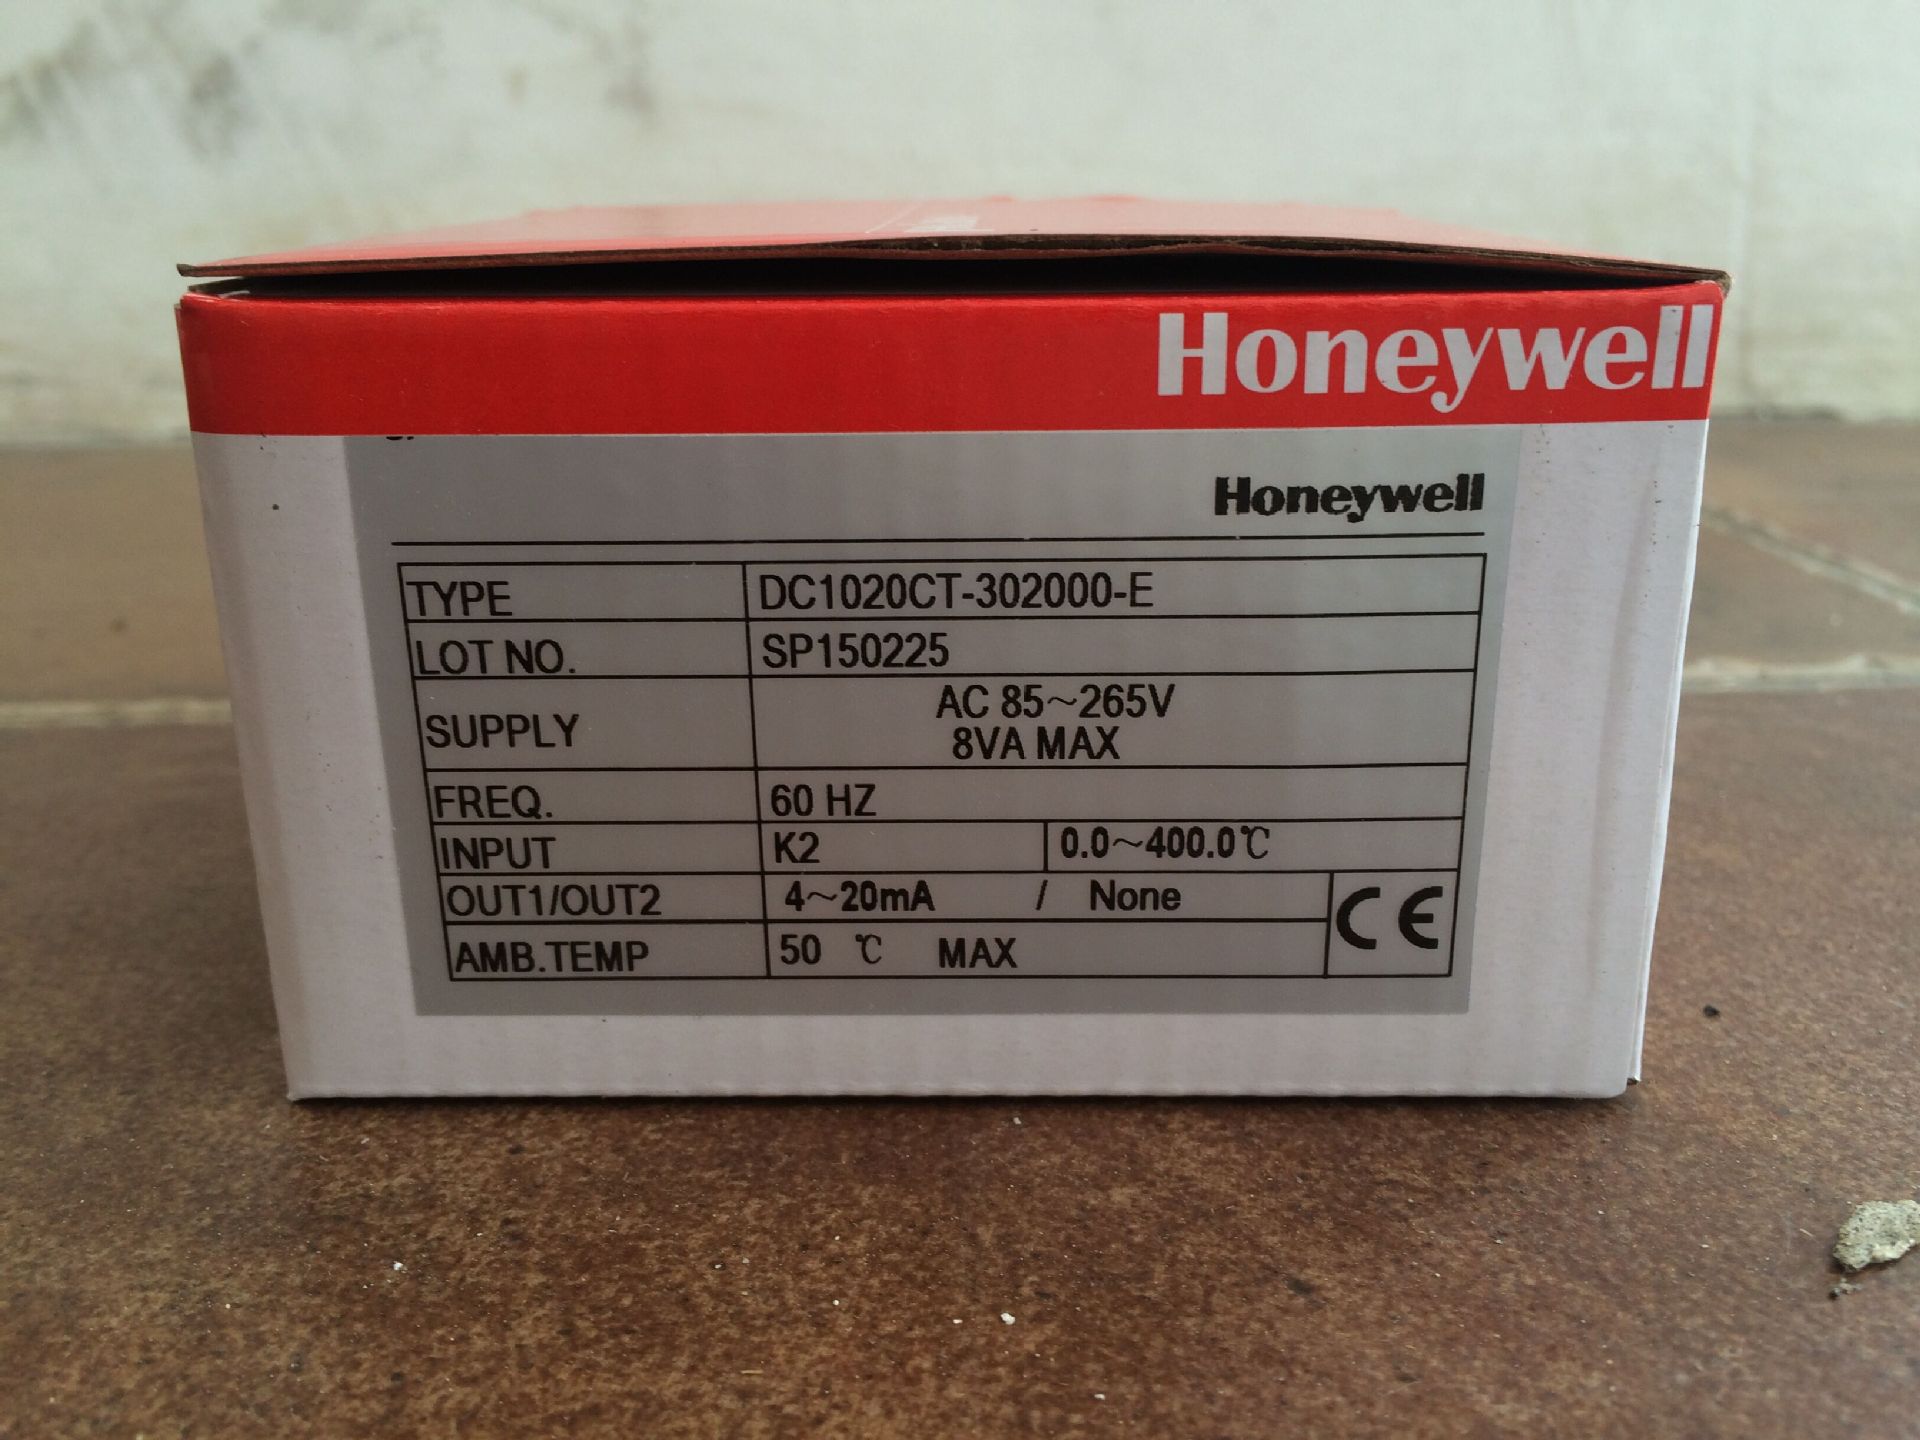 Honeywell
Honeywell
TYPE DC1020CT-302000-E
LOT NO. SP150225
SUPPLY AC 85~265V
8VA MAX
FREQ. 60 HZ
INPUT K2 0.0~400.0℃
OUT1/OUT2 4~20mA / None
AMB.TEMP 50 ℃ MAX
CE